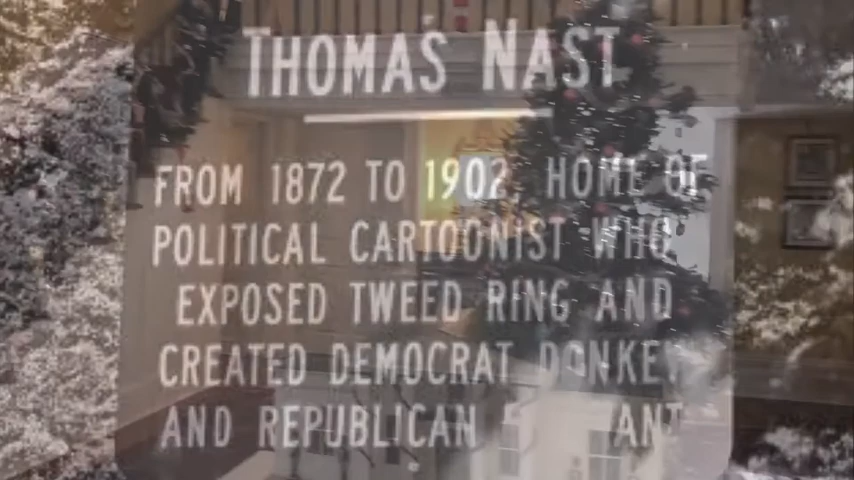 THOMAS NAST
FROM 1872 TO 1902, HOME OF
POLITICAL CARTOONIST WHO
EXPOSED TWEED RING AND
CREATED DEMOCRAT DONKEY
AND REPUBLICAN